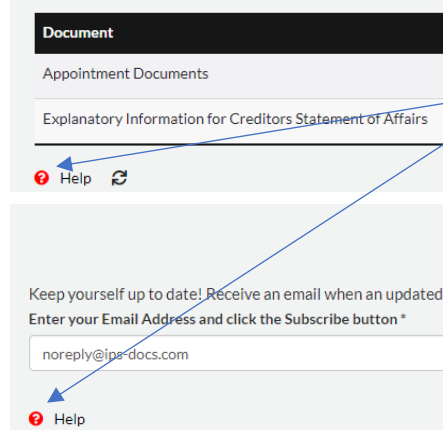 Document
Appointment Documents
Explanatory Information for Creditors Statement of Affairs
Help
Keep yourself up to date! Receive an email when an updated
Enter your Email Address and click the Subscribe button *
noreply@ips-docs.com
Help